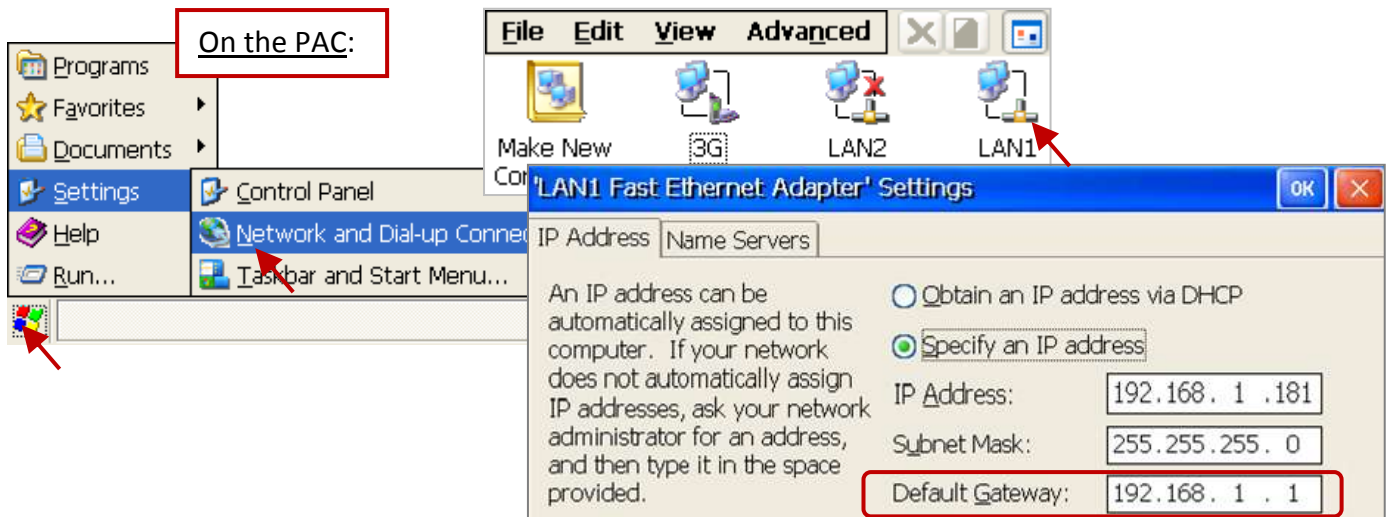 On the PAC:
Programs
Favorites
Documents
Settings
Help
Run...
Control Panel
Network and Dial-up Connec
Taskbar and Start Menu...
File Edit View Advanced
Make New
Cor
3G
LAN2
LAN1
'LAN1 Fast Ethernet Adapter' Settings
OK
IP Address Name Servers
An IP address can be
automatically assigned to this
computer. If your network
does not automatically assign
IP addresses, ask your network
administrator for an address,
and then type it in the space
provided.
Obtain an IP address via DHCP
Specify an IP address
IP Address: 192.168. 1 .181
Subnet Mask: 255.255.255. 0
Default Gateway: 192.168. 1 . 1